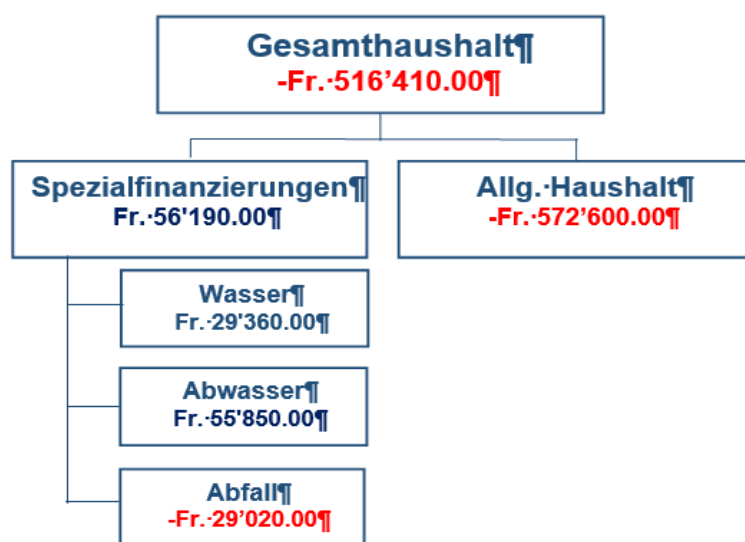 Gesamthaushalt¶
-Fr.·516’410.00¶
Spezialfinanzierungen¶
Fr.·56'190.00¶
Allg.·Haushalt¶
-Fr.·572’600.00¶
Wasser¶
Fr.·29'360.00¶
Abwasser¶
Fr.·55'850.00¶
Abfall¶
-Fr.·29’020.00¶